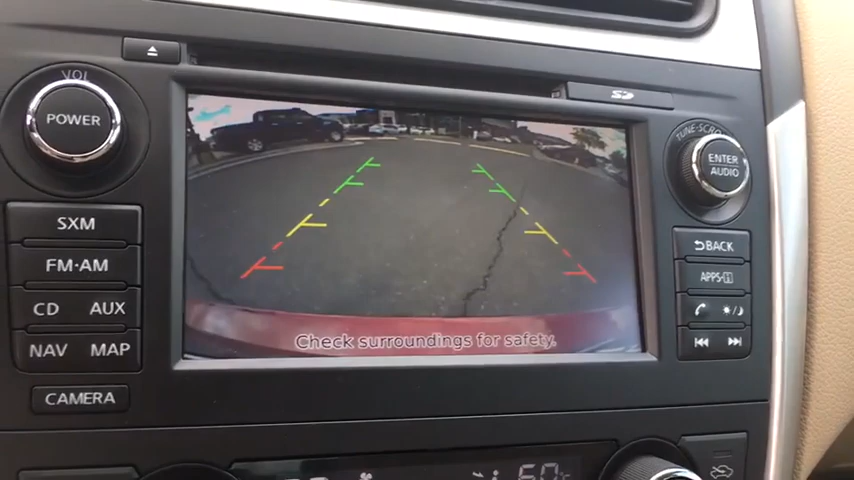 VOL
POWER
SXM
FM·AM
CD AUX
NAV MAP
CAMERA
SD
TUNE·SCROLL
ENTER
AUDIO
BACK
APPS·i
Check surroundings for safety.
60